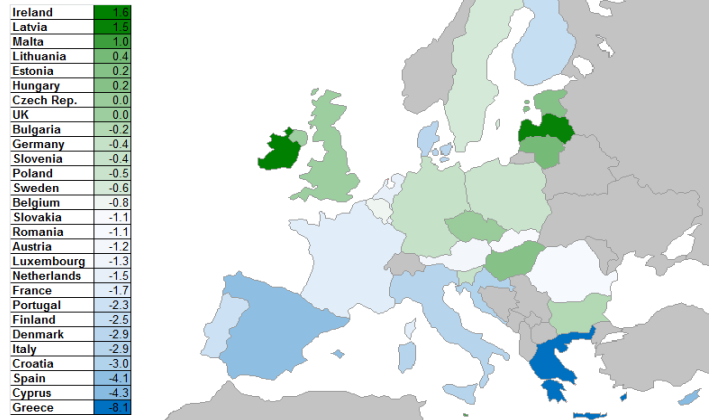 Ireland 1.6
Latvia 1.5
Malta 1.0
Lithuania 0.4
Estonia 0.2
Hungary 0.2
Czech Rep. 0.0
UK 0.0
Bulgaria -0.2
Germany -0.4
Slovenia -0.4
Poland -0.5
Sweden -0.6
Belgium -0.8
Slovakia -1.1
Romania -1.1
Austria -1.2
Luxembourg -1.3
Netherlands -1.5
France -1.7
Portugal -2.3
Finland -2.5
Denmark -2.9
Italy -2.9
Croatia -3.0
Spain -4.1
Cyprus -4.3
Greece -8.1